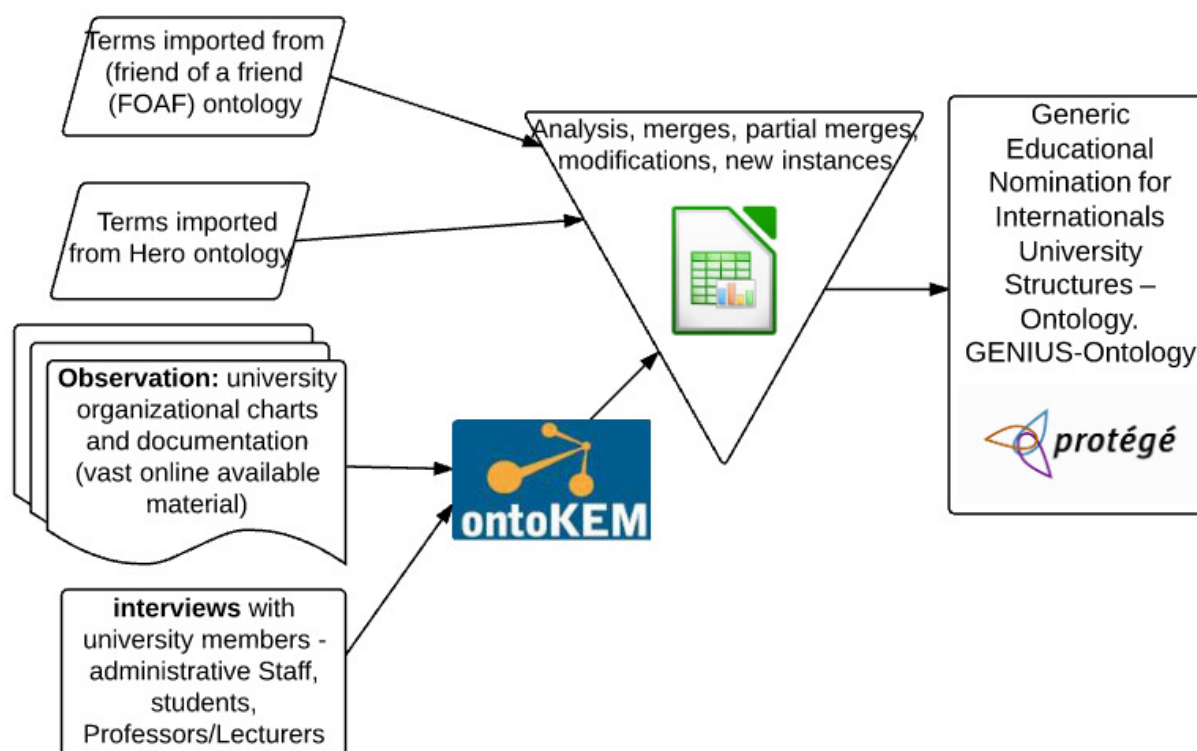 Terms imported from
(friend of a friend
(FOAF) ontology
Terms imported
from Hero ontology
Observation: university
organizational charts
and documentation
(vast online available
material)
interviews with
university members -
administrative Staff,
students,
Professors/Lecturers
ontoKEM
Analysis, merges, partial merges,
modifications, new instances
Generic
Educational
Nomination for
Internationals
University
Structures –
Ontology.
GENIUS-Ontology
protégé